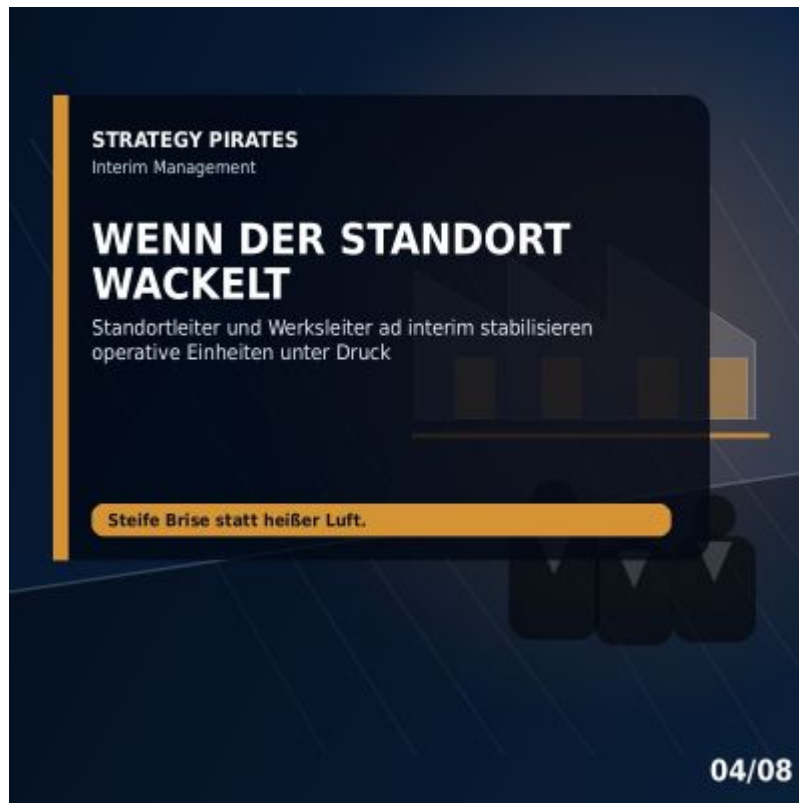 STRATEGY PIRATES
Interim Management
WENN DER STANDORT
WACKELT
Standortleiter und Werksleiter ad interim stabilisieren
operative Einheiten unter Druck
Steife Brise statt heißer Luft.
04/08